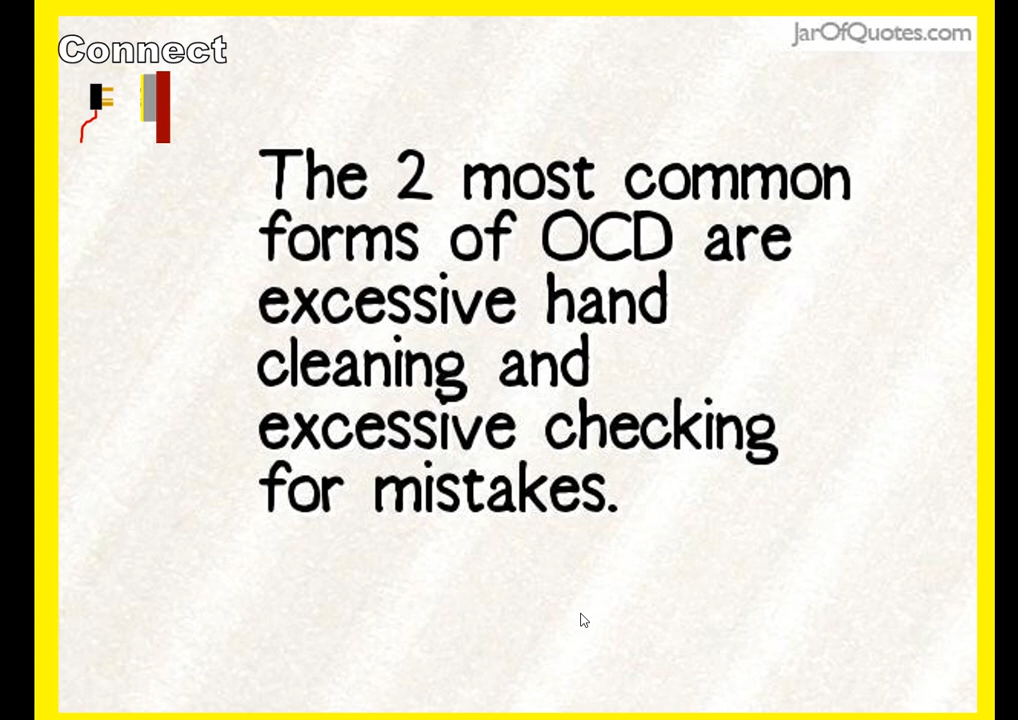 Connect
JarOfQuotes.com
The 2 most common
forms of OCD are
excessive hand
cleaning and
excessive checking
for mistakes.